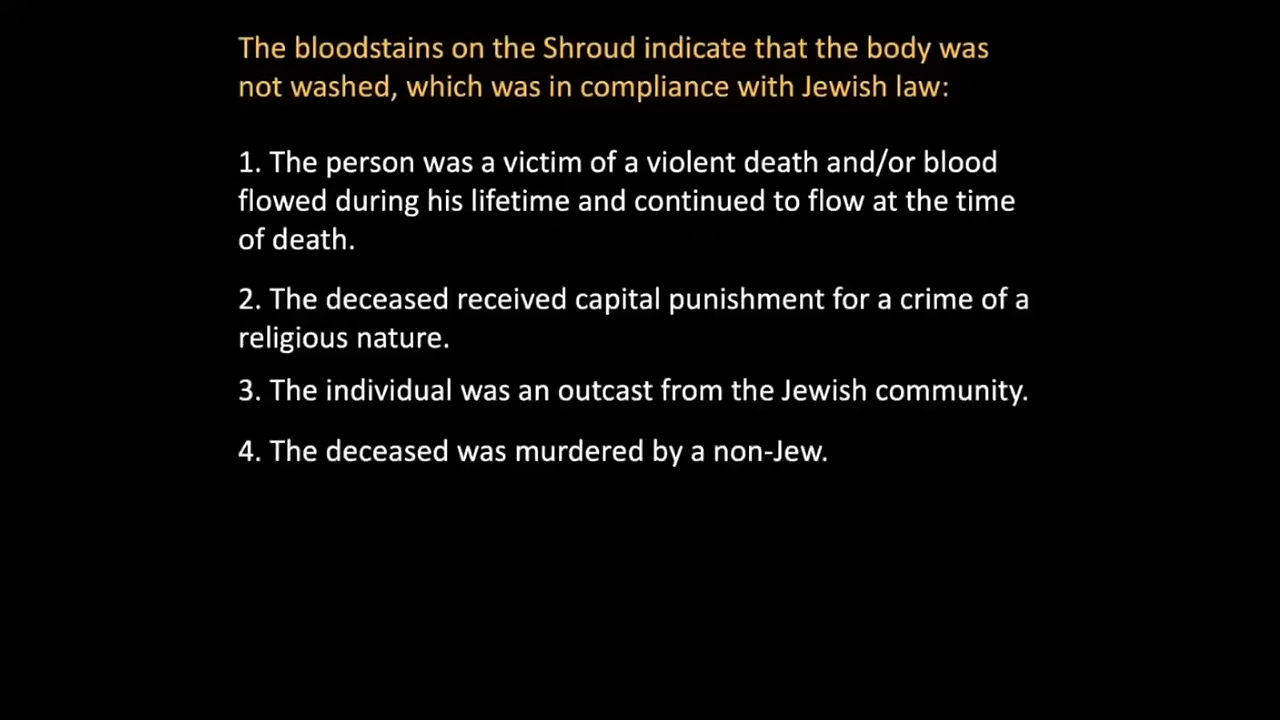 The bloodstains on the Shroud indicate that the body was
not washed, which was in compliance with Jewish law:
1. The person was a victim of a violent death and/or blood
flowed during his lifetime and continued to flow at the time
of death.
2. The deceased received capital punishment for a crime of a
religious nature.
3. The individual was an outcast from the Jewish community.
4. The deceased was murdered by a non-Jew.